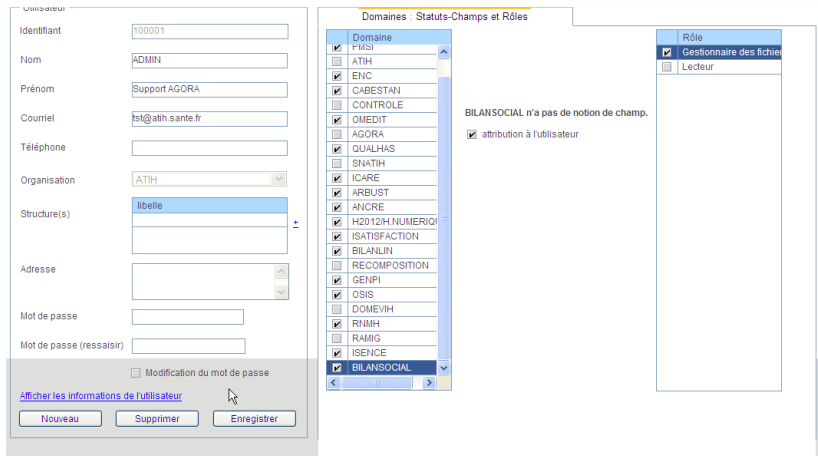 Utilisateur
Identifiant
100001
Nom
ADMIN
Prénom
Support AGORA
Courriel
tst@atih.sante.fr
Téléphone
Organisation
ATIH
Structure(s)
libelle
+
Adresse
Mot de passe
Mot de passe (ressaisir)
Modification du mot de passe
Afficher les informations de l'utilisateur
Nouveau
Supprimer
Enregistrer
Domaines : Statuts-Champs et Rôles
Domaine
PMSI
ATIH
ENC
CABESTAN
CONTROLE
OMEDIT
AGORA
QUALHAS
SNATIH
ICARE
ARBUST
ANCRE
H2012/H.NUMERIQU
ISATISFACTION
BILANLIN
RECOMPOSITION
GENPI
OSIS
DOMEVIH
RNMH
RAMIG
ISENCE
BILANSOCIAL
BILANSOCIAL n'a pas de notion de champ.
attribution à l'utilisateur
Rôle
Gestionnaire des fichier
Lecteur